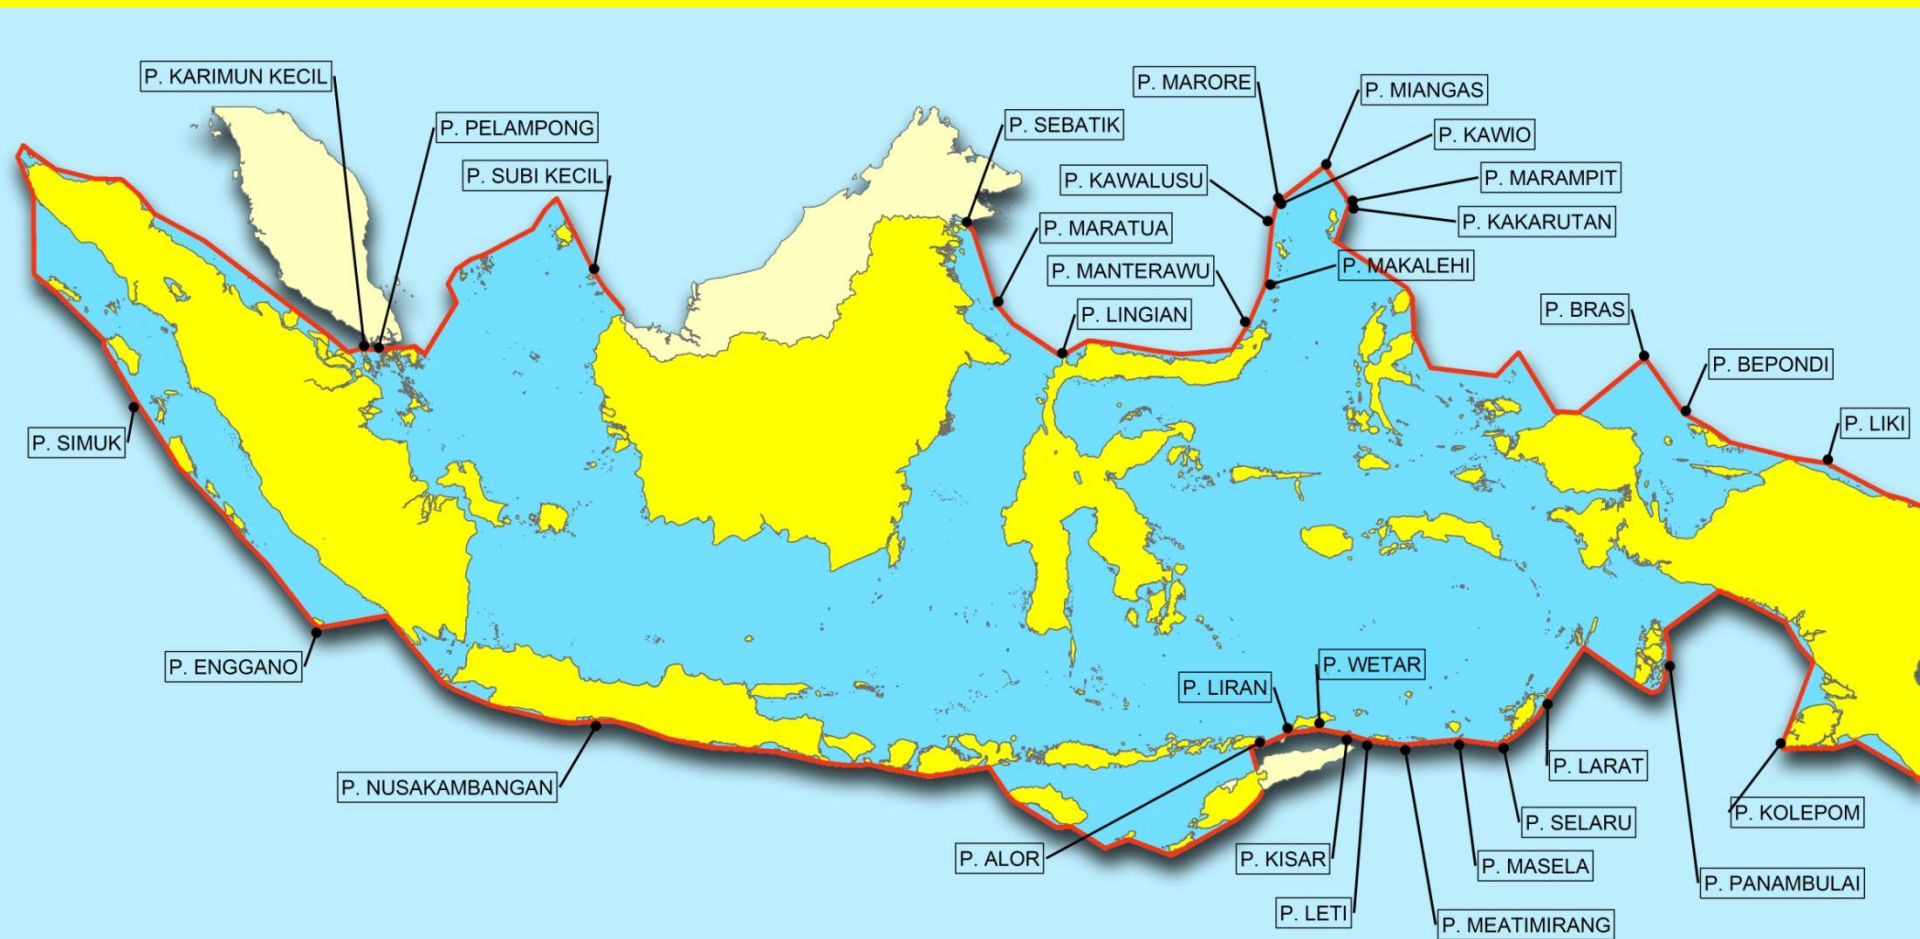 P. KARIMUN KECIL
P. MARORE
P. MIANGAS
P. PELAMPONG
P. SEBATIK
P. KAWIO
P. SUBI KECIL
P. KAWALUSU
P. MARAMPIT
P. MARATUA
P. KAKARUTAN
P. MANTERAWU
P. MAKALEHI
P. LINGIAN
P. BRAS
P. BEPONDI
P. LIKI
P. SIMUK
P. ENGGANO
P. WETAR
P. LIRAN
P. NUSAKAMBANGAN
P. LARAT
P. KOLEPOM
P. SELARU
P. ALOR
P. KISAR
P. MASELA
P. PANAMBULAI
P. LETI
P. MEATIMIRANG